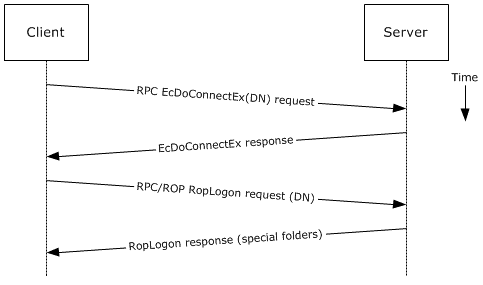 Client
Server
Time
RPC EcDoConnectEx(DN) request
EcDoConnectEx response
RPC/ROP RopLogon request (DN)
RopLogon response (special folders)